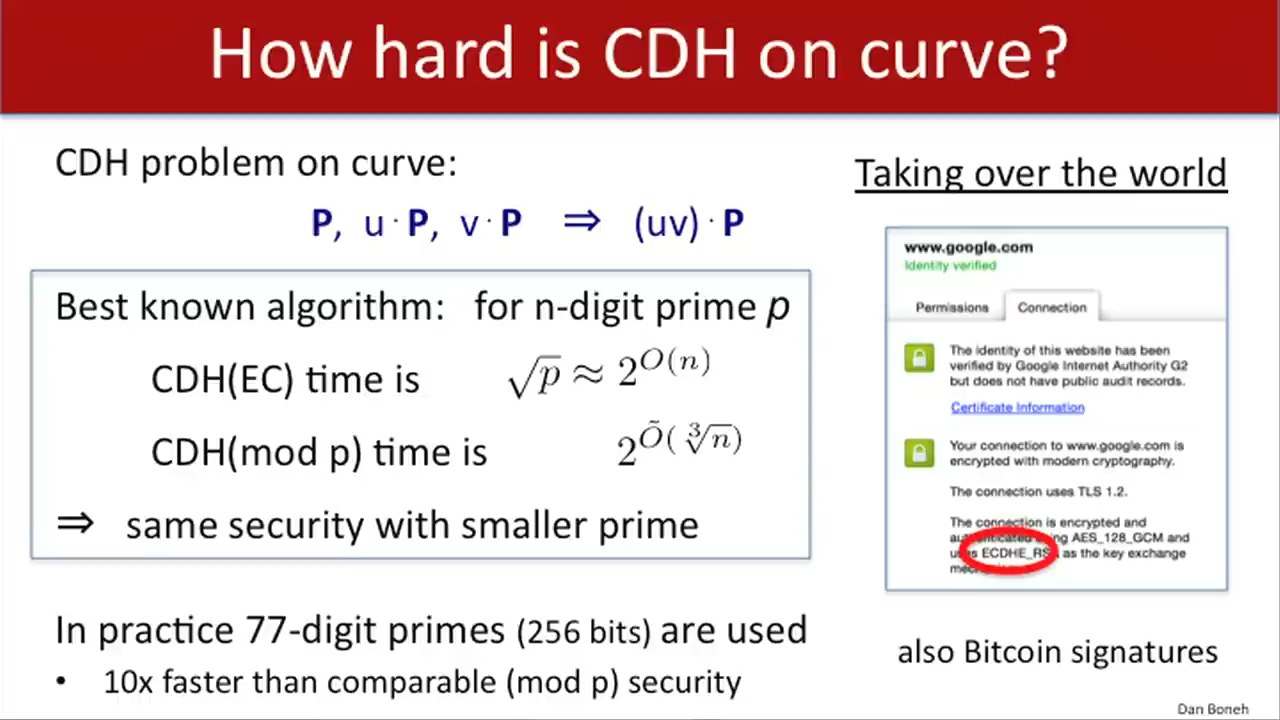 How hard is CDH on curve?
CDH problem on curve:
P, u · P, v · P ⇒ (uv) · P
Best known algorithm: for n-digit prime p
CDH(EC) time is √p ≈ 2^{O(n)}
CDH(mod p) time is 2^{Õ(∛n)}
⇒ same security with smaller prime
In practice 77-digit primes (256 bits) are used
• 10x faster than comparable (mod p) security
Taking over the world
www.google.com
Identity verified
Permissions Connection
The identity of this website has been
verified by Google Internet Authority G2
but does not have public audit records.
Certificate Information
Your connection to www.google.com is
encrypted with modern cryptography.
The connection uses TLS 1.2.
The connection is encrypted and
authenticated using AES_128_GCM and
uses ECDHE_RS as the key exchange
also Bitcoin signatures
Dan Boneh